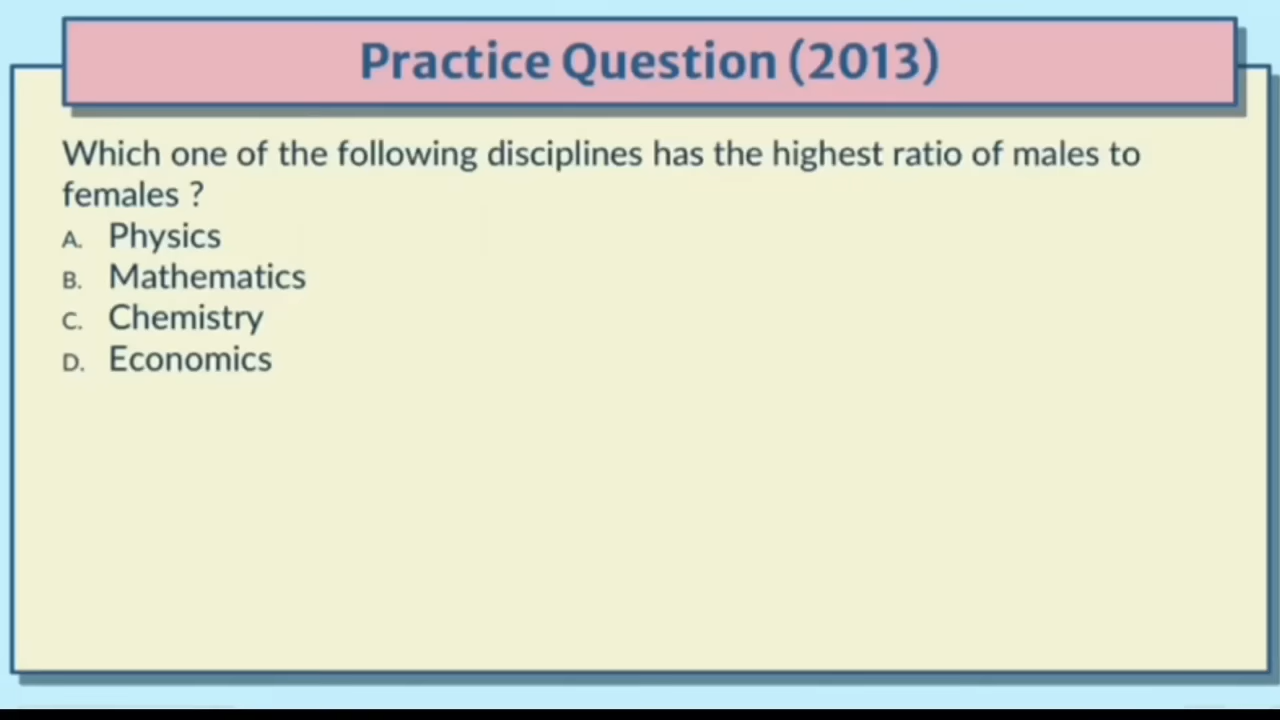 Practice Question (2013)
Which one of the following disciplines has the highest ratio of males to
females ?
A. Physics
B. Mathematics
C. Chemistry
D. Economics